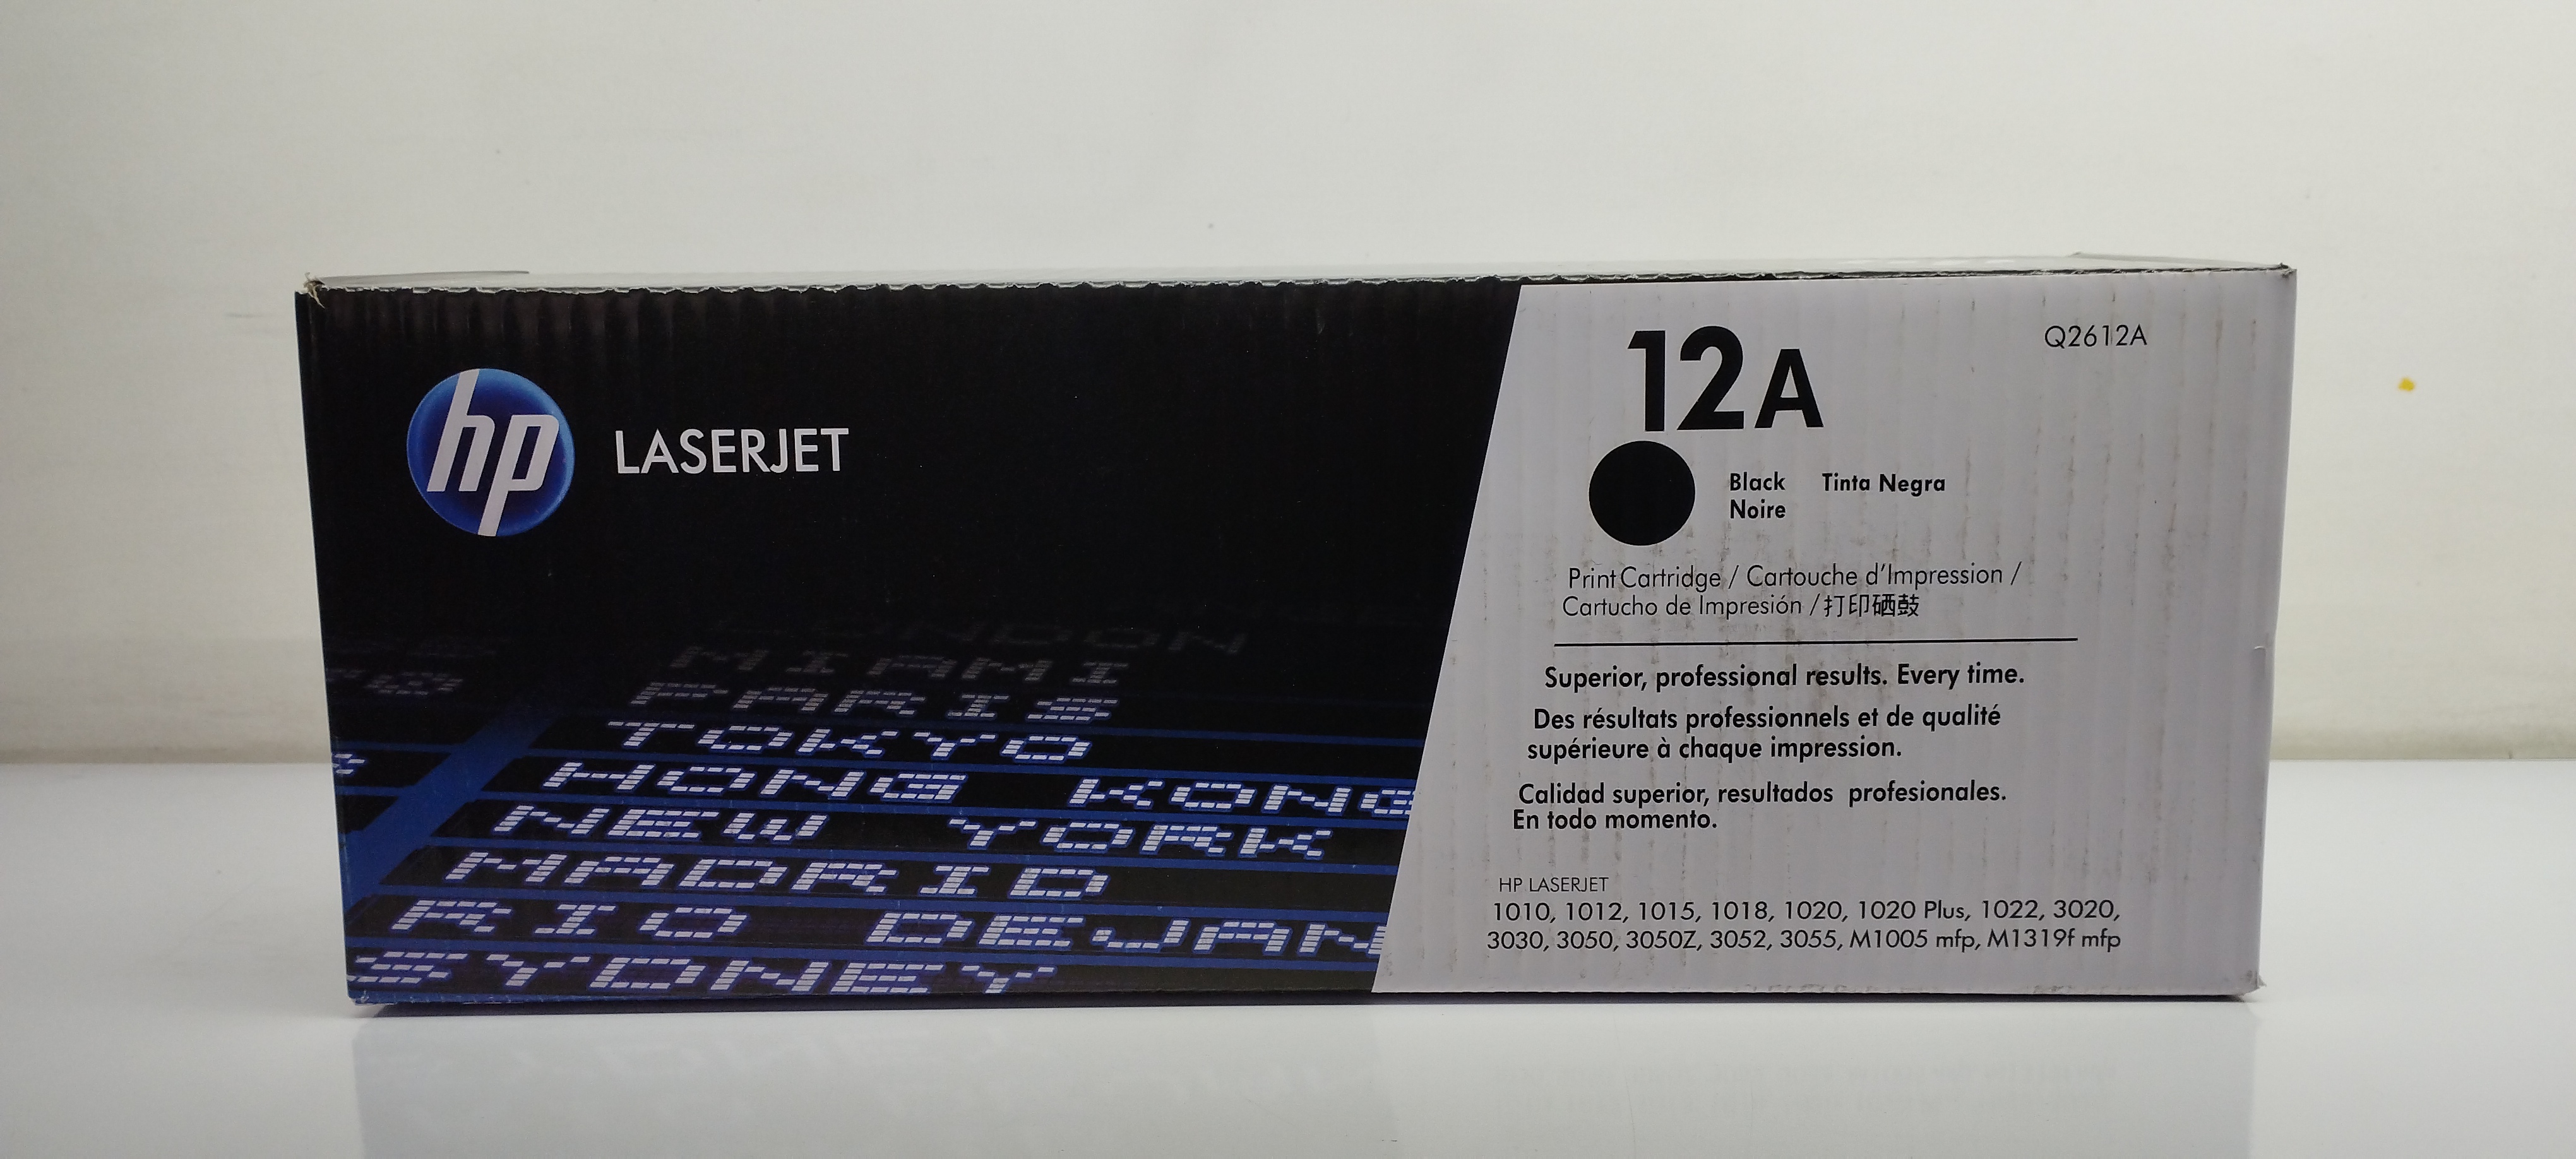 hp
LASERJET
LONDON
MIAMI
PARIS
TOKYO
HONG KONG
NEW YORK
MADRID
RIO DEJAN
SYDNEY
12A
Q2612A
Black Tinta Negra
Noire
Print Cartridge / Cartouche d'Impression /
Cartucho de Impresión / 打印硒鼓
Superior, professional results. Every time.
Des résultats professionnels et de qualité
supérieure à chaque impression.
Calidad superior, resultados profesionales.
En todo momento.
HP LASERJET
1010, 1012, 1015, 1018, 1020, 1020 Plus, 1022, 3020,
3030, 3050, 3050Z, 3052, 3055, M1005 mfp, M1319f mfp